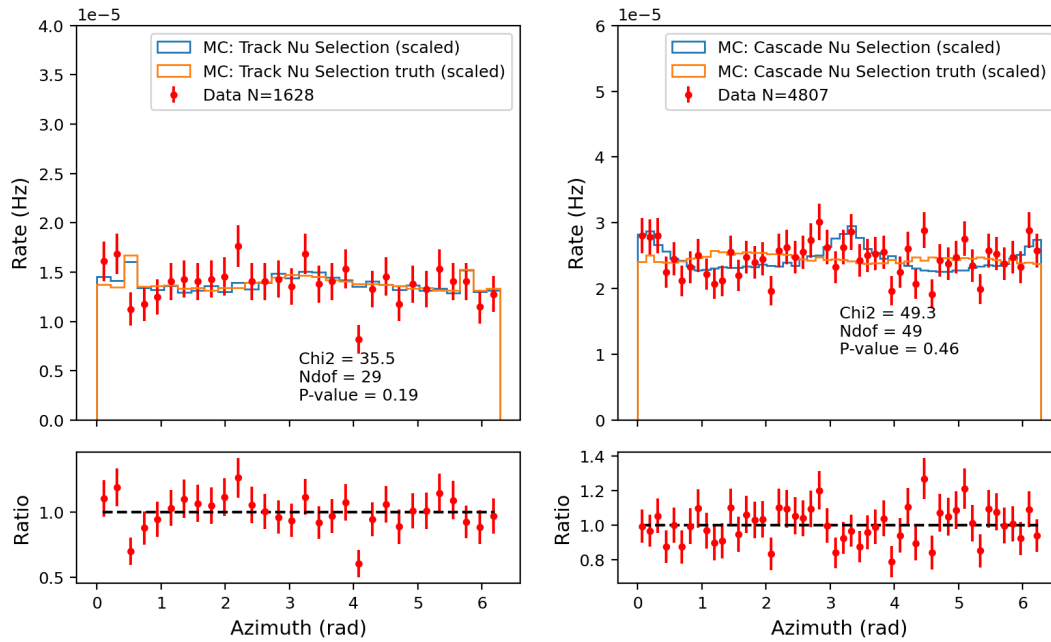 1e−5
MC: Track Nu Selection (scaled)
MC: Track Nu Selection truth (scaled)
Data N=1628
4.0
3.5
3.0
2.5
2.0
1.5
1.0
0.5
0.0
Rate (Hz)
Chi2 = 35.5
Ndof = 29
P-value = 0.19
1.0
0.5
Ratio
0 1 2 3 4 5 6
Azimuth (rad)
1e−5
MC: Cascade Nu Selection (scaled)
MC: Cascade Nu Selection truth (scaled)
Data N=4807
6
5
4
3
2
1
0
Rate (Hz)
Chi2 = 49.3
Ndof = 49
P-value = 0.46
1.4
1.2
1.0
0.8
Ratio
0 1 2 3 4 5 6
Azimuth (rad)